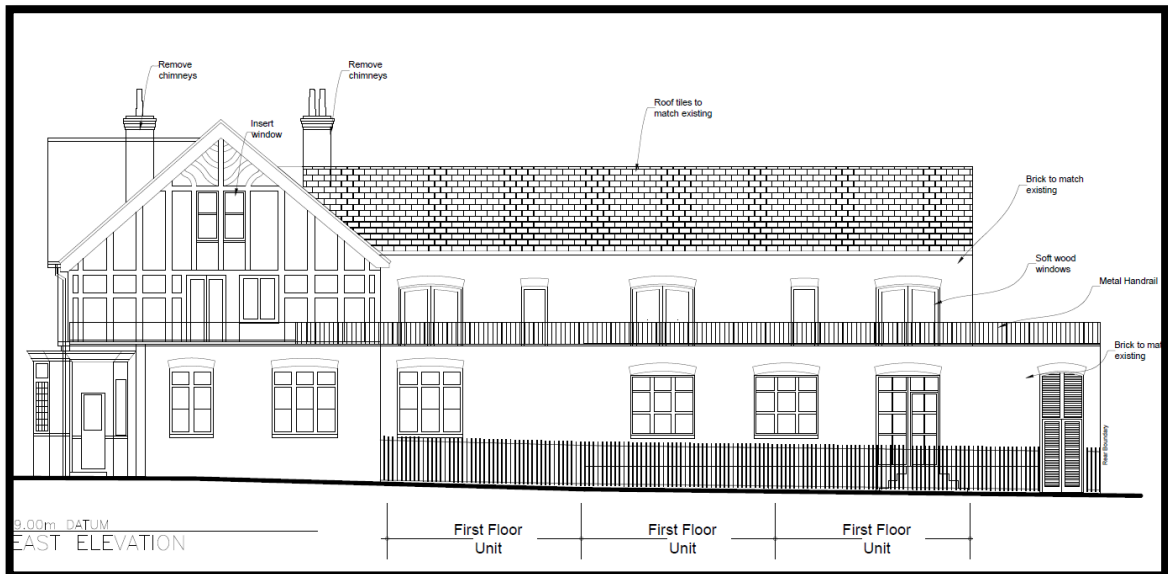 Remove
chimneys
Remove
chimneys
Insert
window
Roof tiles to
match existing
Brick to match
existing
Soft wood
windows
Metal Handrail
Brick to mat
existing
Rear Boundary
9.00m DATUM
EAST ELEVATION
First Floor
Unit
First Floor
Unit
First Floor
Unit